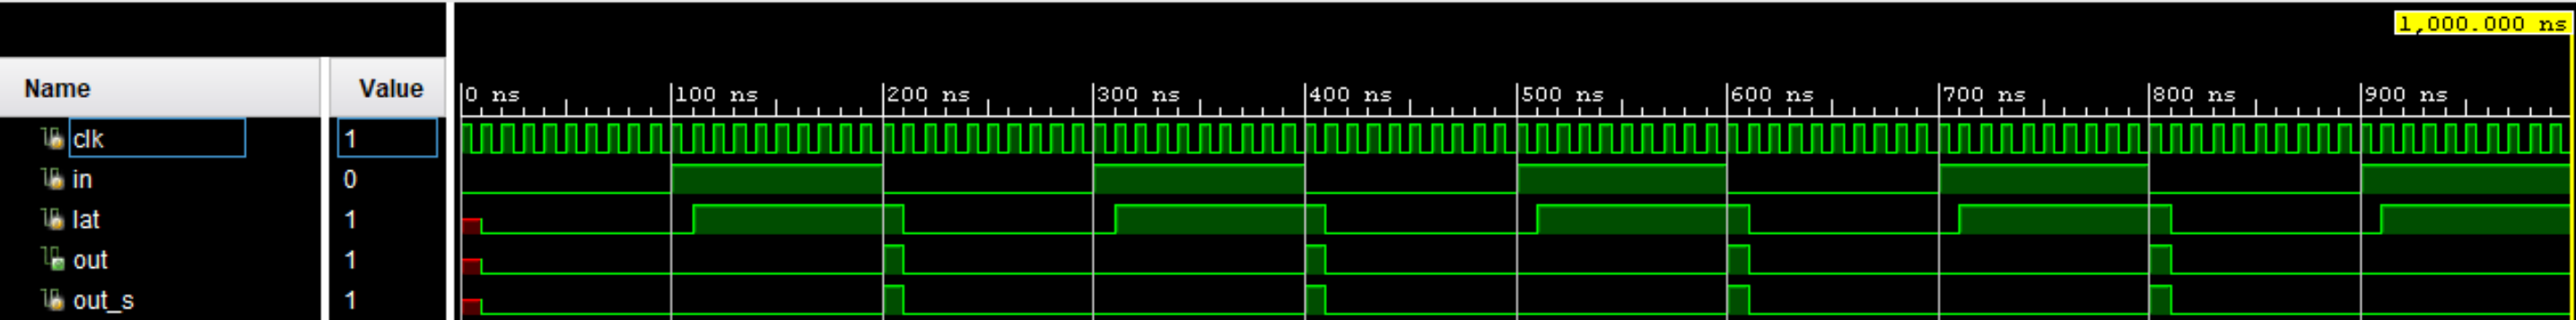 1,000.000 ns
Name Value
0 ns 100 ns 200 ns 300 ns 400 ns 500 ns 600 ns 700 ns 800 ns 900 ns
clk 1
in 0
lat 1
out 1
out_s 1